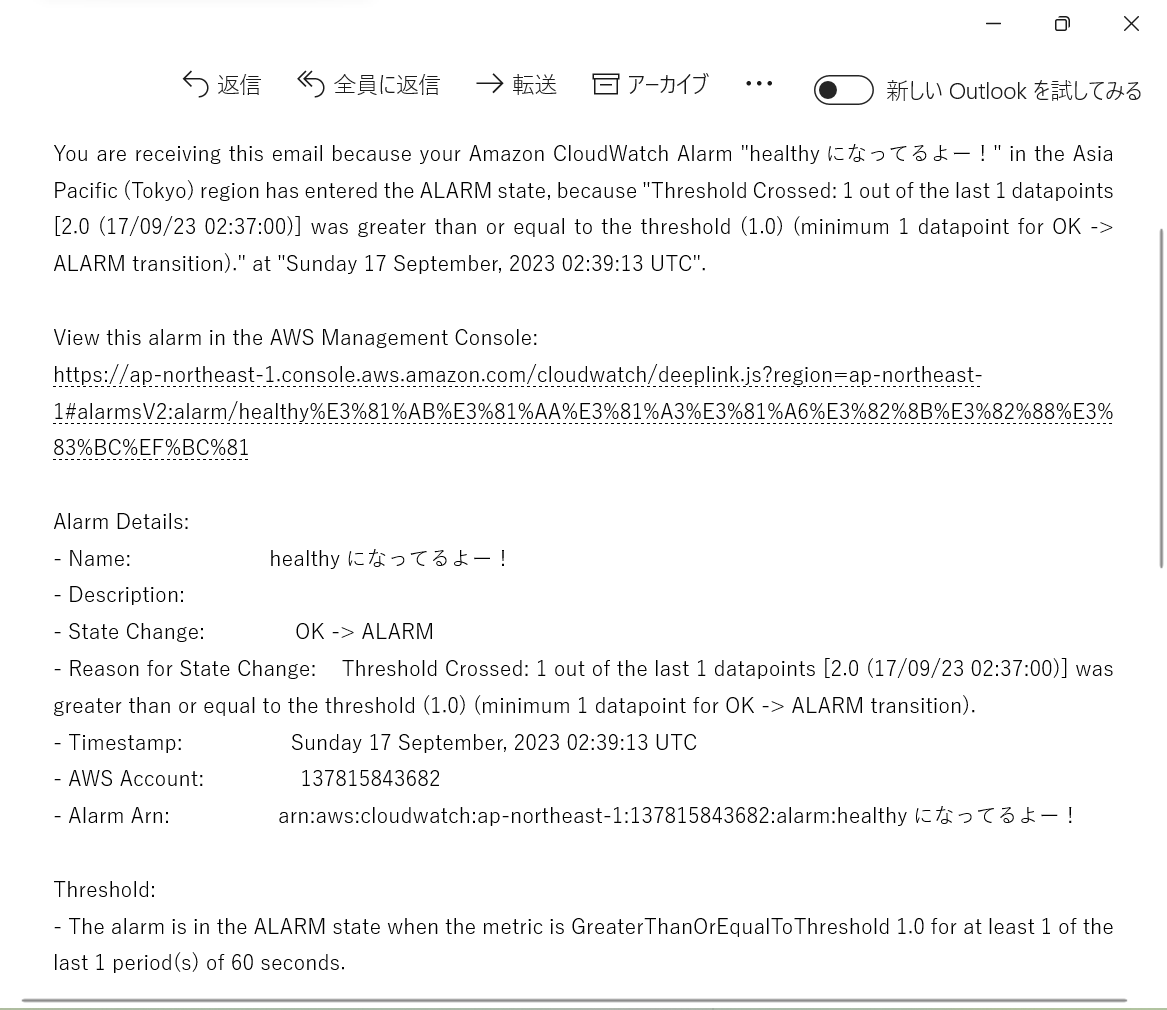 返信 全員に返信 転送 アーカイブ … 新しい Outlook を試してみる
You are receiving this email because your Amazon CloudWatch Alarm "healthy になってるよー！" in the Asia
Pacific (Tokyo) region has entered the ALARM state, because "Threshold Crossed: 1 out of the last 1 datapoints
[2.0 (17/09/23 02:37:00)] was greater than or equal to the threshold (1.0) (minimum 1 datapoint for OK ->
ALARM transition)." at "Sunday 17 September, 2023 02:39:13 UTC".
View this alarm in the AWS Management Console:
https://ap-northeast-1.console.aws.amazon.com/cloudwatch/deeplink.js?region=ap-northeast-
1#alarmsV2:alarm/healthy%E3%81%AB%E3%81%AA%E3%81%A3%E3%81%A6%E3%82%8B%E3%82%88%E3%
83%BC%EF%BC%81
Alarm Details:
- Name: healthy になってるよー！
- Description:
- State Change: OK -> ALARM
- Reason for State Change: Threshold Crossed: 1 out of the last 1 datapoints [2.0 (17/09/23 02:37:00)] was
greater than or equal to the threshold (1.0) (minimum 1 datapoint for OK -> ALARM transition).
- Timestamp: Sunday 17 September, 2023 02:39:13 UTC
- AWS Account: 137815843682
- Alarm Arn: arn:aws:cloudwatch:ap-northeast-1:137815843682:alarm:healthy になってるよー！
Threshold:
- The alarm is in the ALARM state when the metric is GreaterThanOrEqualToThreshold 1.0 for at least 1 of the
last 1 period(s) of 60 seconds.